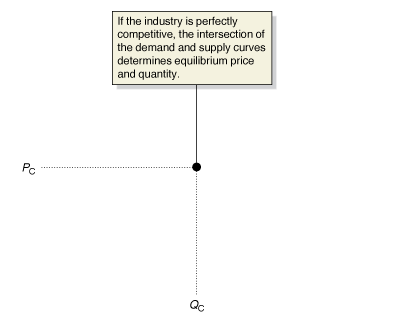 If the industry is perfectly
competitive, the intersection of
the demand and supply curves
determines equilibrium price
and quantity.
PC
QC